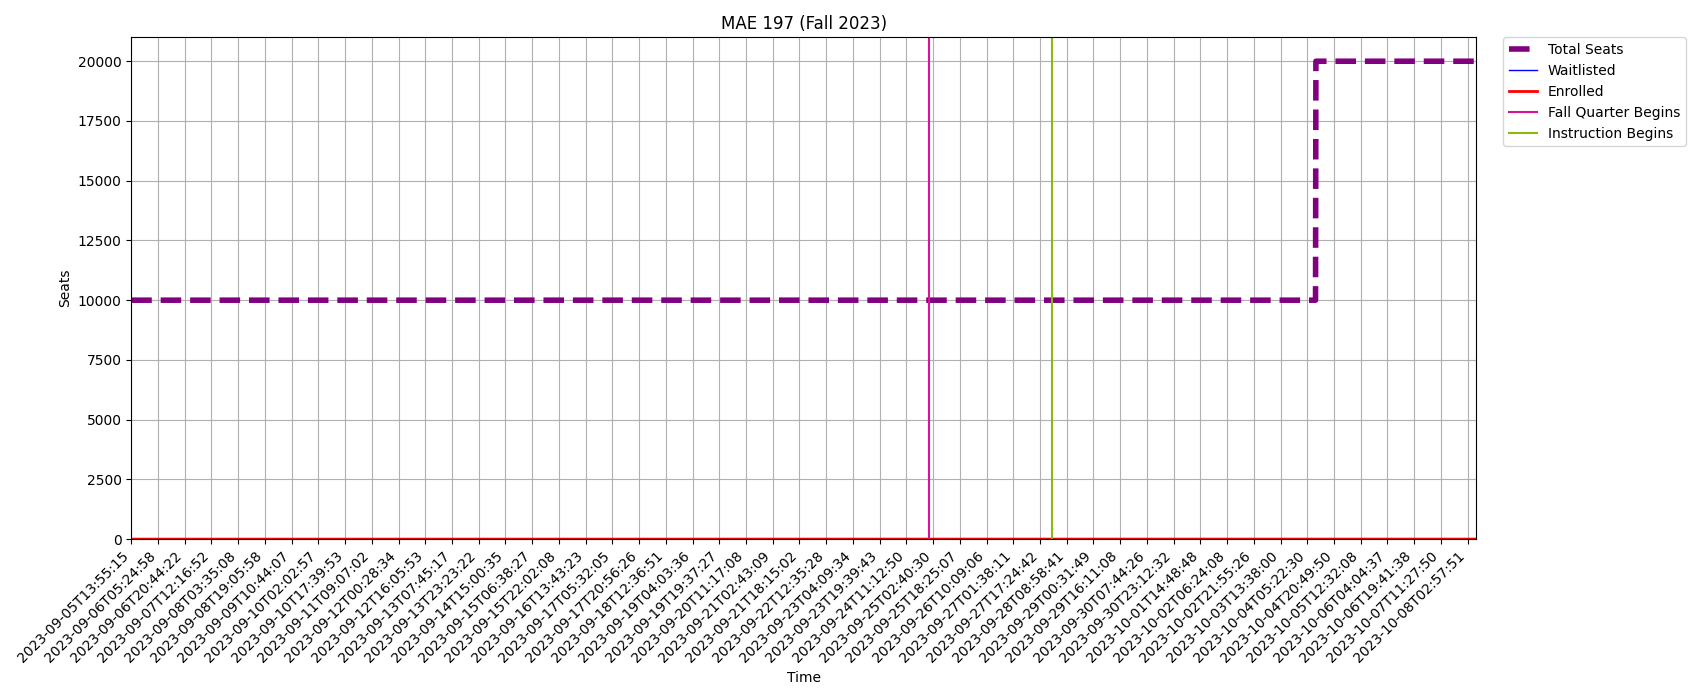 MAE 197 (Fall 2023)
Total Seats
Waitlisted
Enrolled
Fall Quarter Begins
Instruction Begins
Seats
20000
17500
15000
12500
10000
7500
5000
2500
0
2023-09-05T13:55:15
2023-09-06T05:24:58
2023-09-06T20:44:22
2023-09-07T12:16:52
2023-09-08T03:35:08
2023-09-08T19:05:58
2023-09-09T10:44:07
2023-09-10T02:02:57
2023-09-10T17:39:53
2023-09-11T09:07:02
2023-09-12T00:28:34
2023-09-12T16:05:53
2023-09-13T07:45:17
2023-09-13T23:23:22
2023-09-14T15:00:35
2023-09-15T06:38:27
2023-09-15T22:02:08
2023-09-16T13:43:23
2023-09-17T05:32:05
2023-09-17T20:56:26
2023-09-18T12:36:51
2023-09-19T04:03:36
2023-09-19T19:37:27
2023-09-20T11:17:08
2023-09-21T02:43:09
2023-09-21T18:15:02
2023-09-22T12:35:28
2023-09-23T04:09:34
2023-09-23T19:39:43
2023-09-24T11:12:50
2023-09-25T02:40:30
2023-09-25T18:25:07
2023-09-26T10:09:06
2023-09-27T01:38:11
2023-09-27T17:24:42
2023-09-28T08:58:41
2023-09-29T00:31:49
2023-09-29T16:11:08
2023-09-30T07:44:26
2023-09-30T23:12:32
2023-10-01T14:48:48
2023-10-02T06:24:08
2023-10-02T21:55:26
2023-10-03T13:38:00
2023-10-04T05:22:30
2023-10-04T20:49:50
2023-10-05T12:32:08
2023-10-06T04:04:37
2023-10-06T19:41:38
2023-10-07T11:27:50
2023-10-08T02:57:51
Time